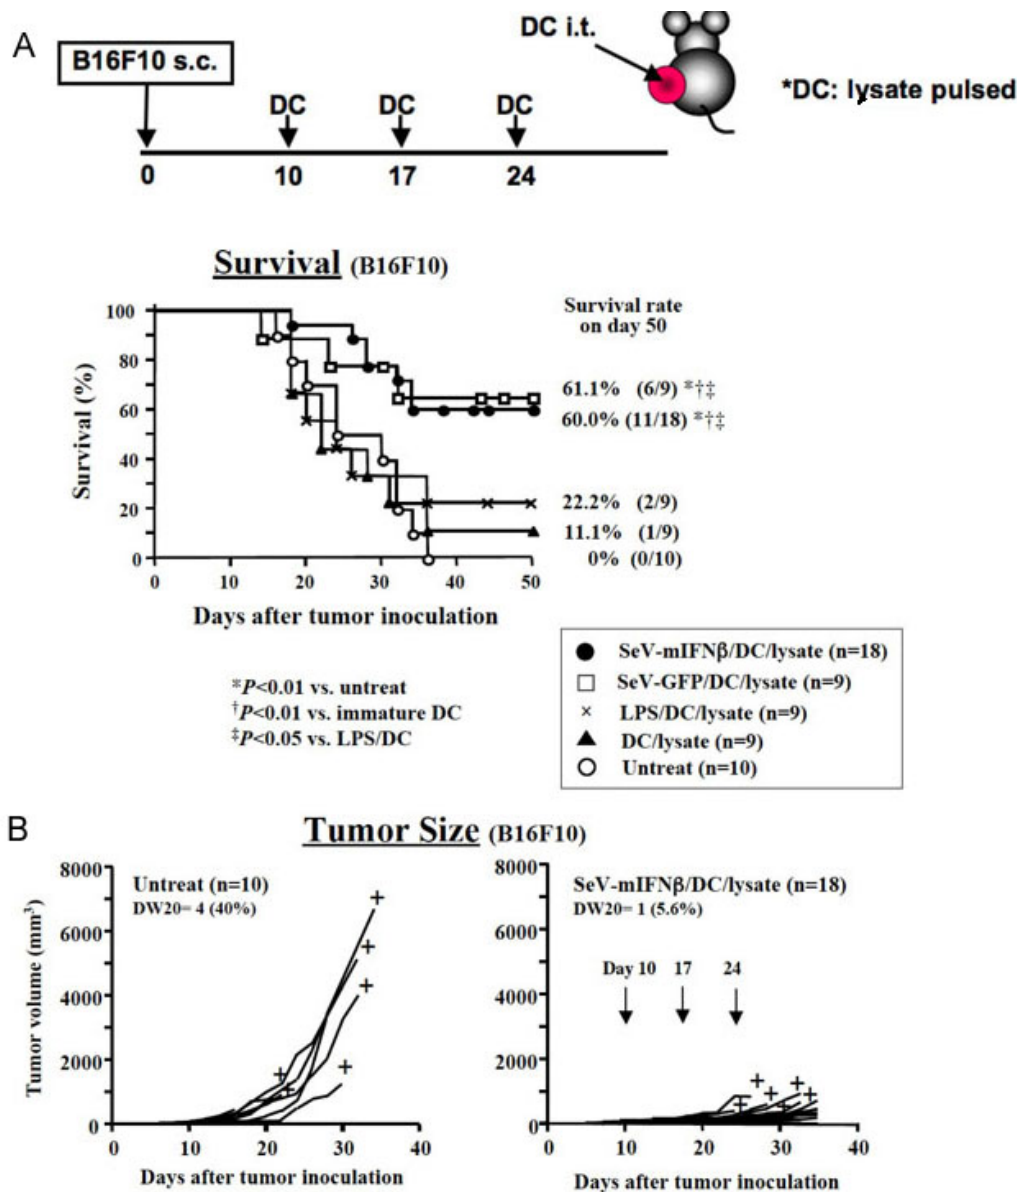 A
B16F10 s.c.
DC i.t.
*DC: lysate pulsed
DC DC DC
0 10 17 24
Survival (B16F10)
Survival rate
on day 50
Survival (%)
100
80
60
40
20
0
0 10 20 30 40 50
Days after tumor inoculation
61.1% (6/9) *†‡
60.0% (11/18) *†‡
22.2% (2/9)
11.1% (1/9)
0% (0/10)
*P<0.01 vs. untreat
†P<0.01 vs. immature DC
‡P<0.05 vs. LPS/DC
SeV-mIFNβ/DC/lysate (n=18)
SeV-GFP/DC/lysate (n=9)
LPS/DC/lysate (n=9)
DC/lysate (n=9)
Untreat (n=10)
B
Tumor Size (B16F10)
Tumor volume (mm³)
8000
6000
4000
2000
0
Untreat (n=10)
DW20= 4 (40%)
0 10 20 30 40
Days after tumor inoculation
8000
6000
4000
2000
0
SeV-mIFNβ/DC/lysate (n=18)
DW20= 1 (5.6%)
Day 10 17 24
0 10 20 30 40
Days after tumor inoculation